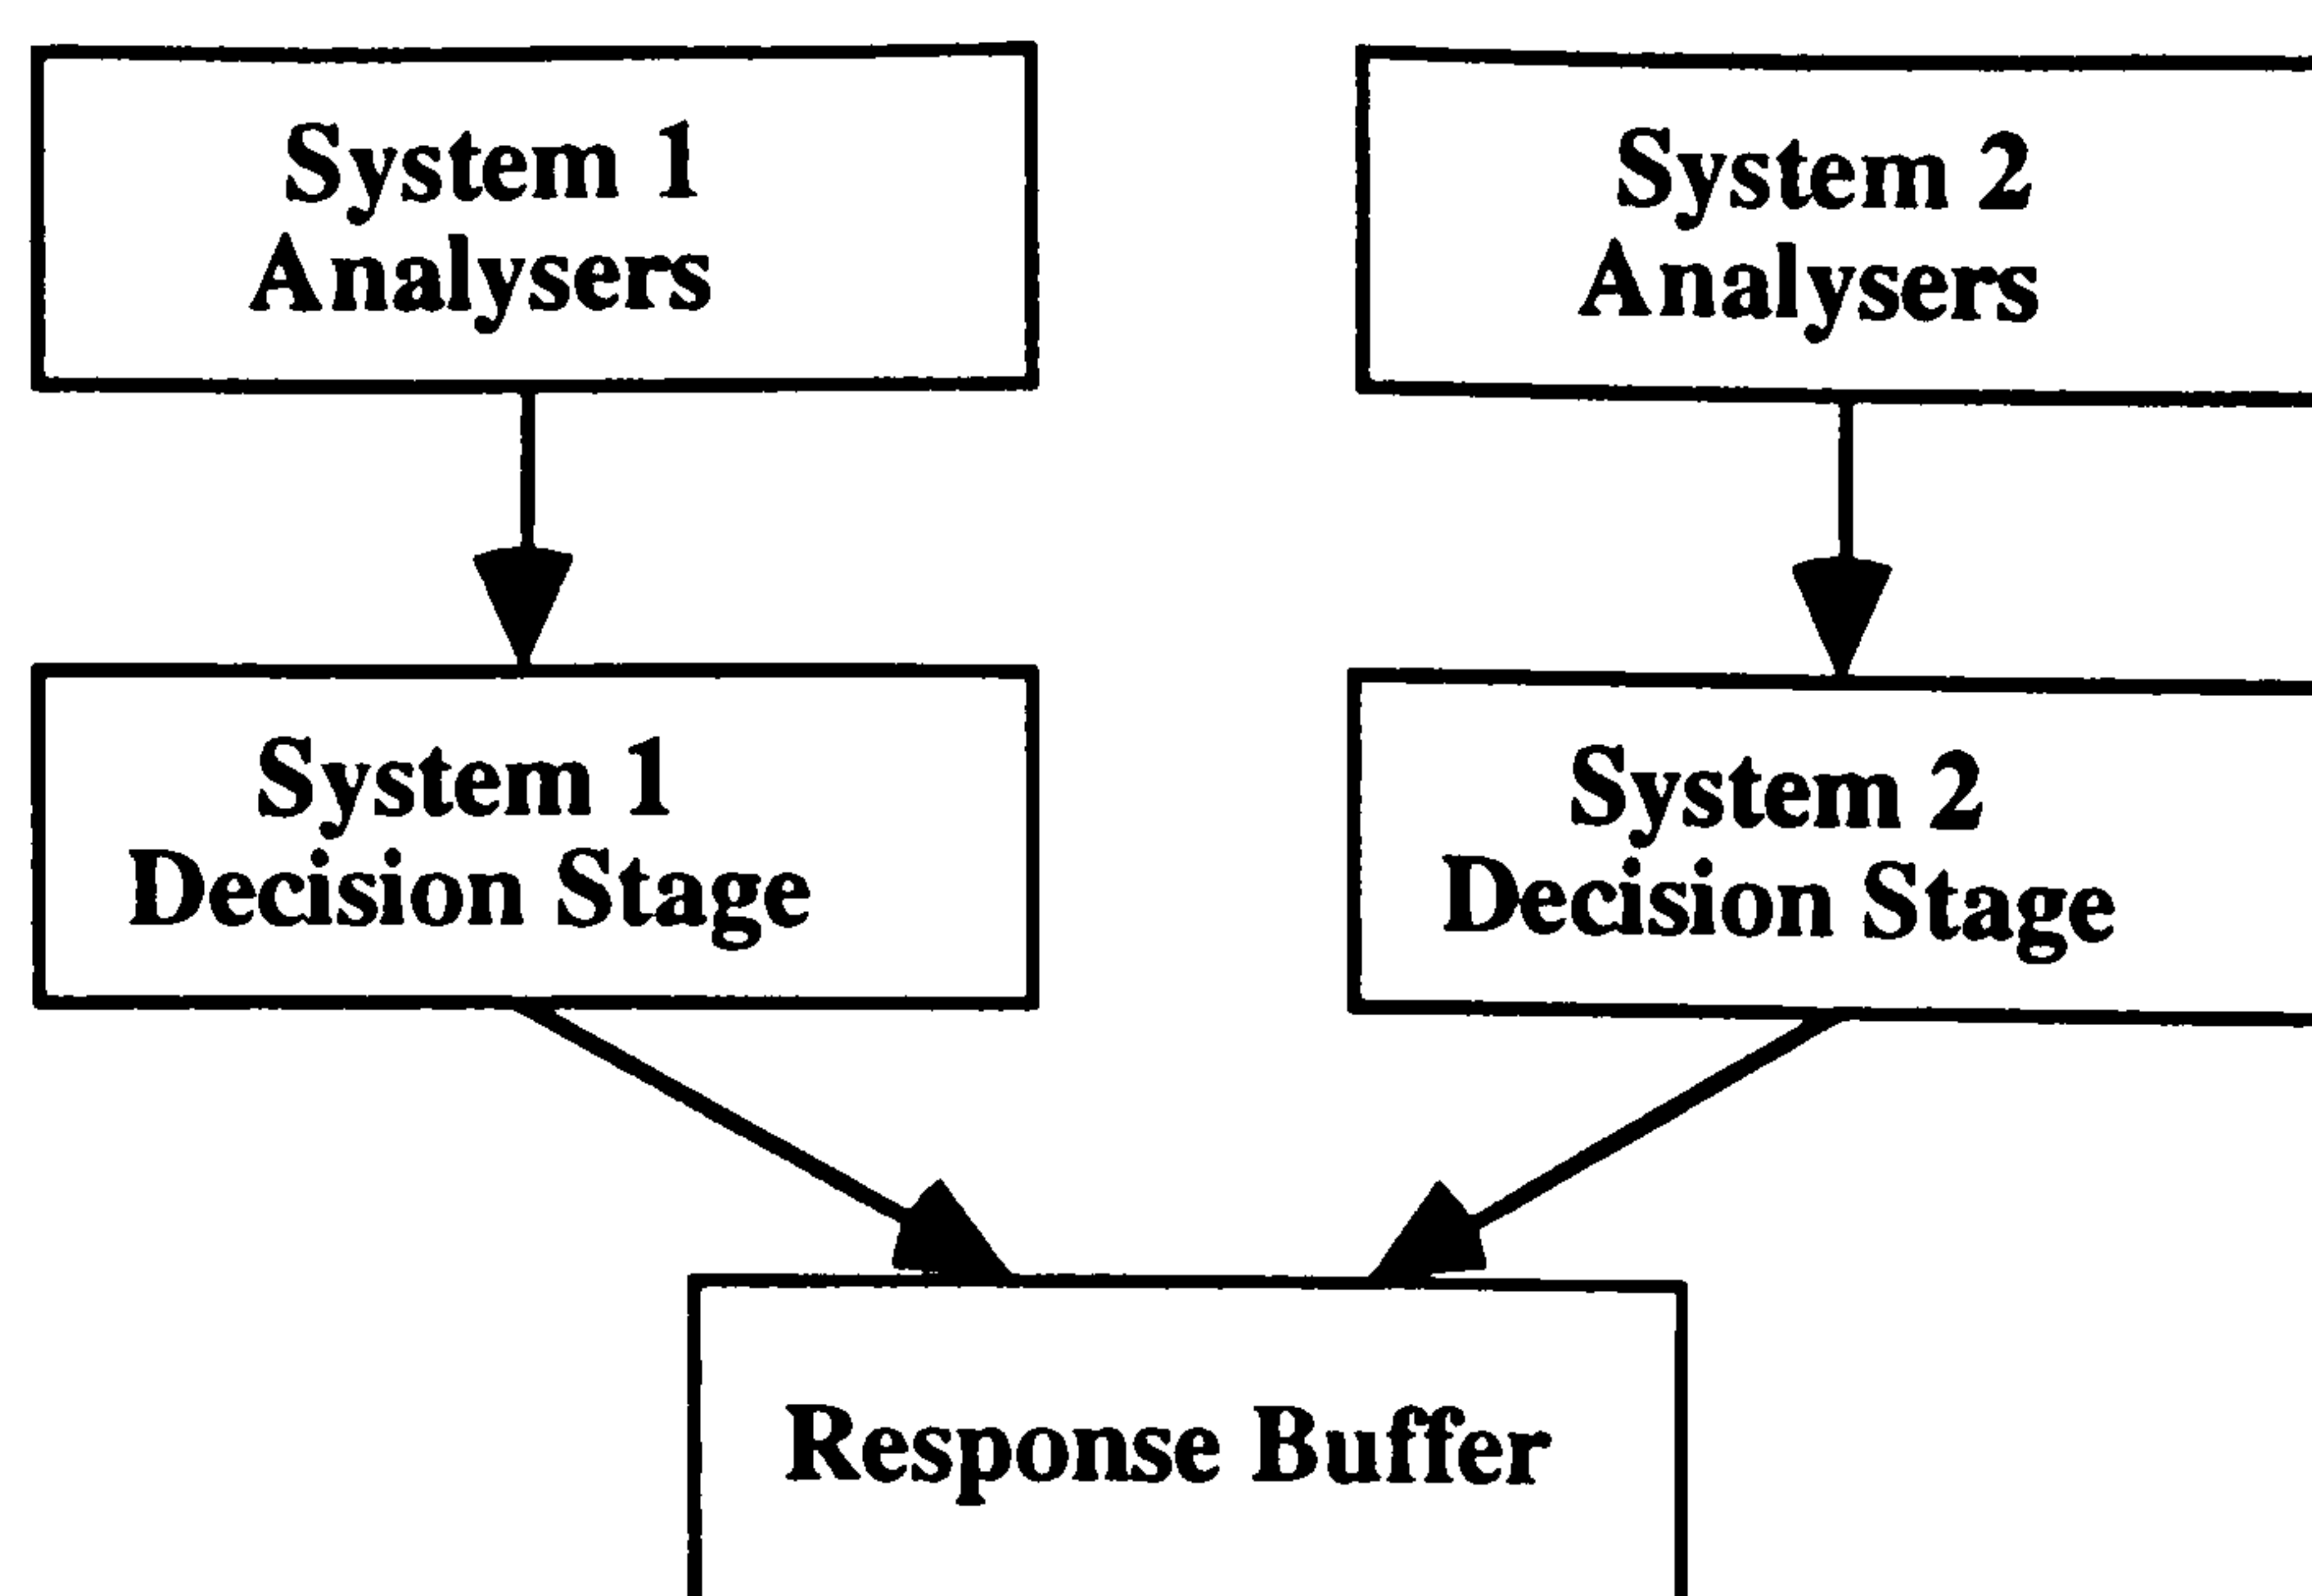 System 1
Analysers
System 2
Analysers
System 1
Decision Stage
System 2
Decision Stage
Response Buffer